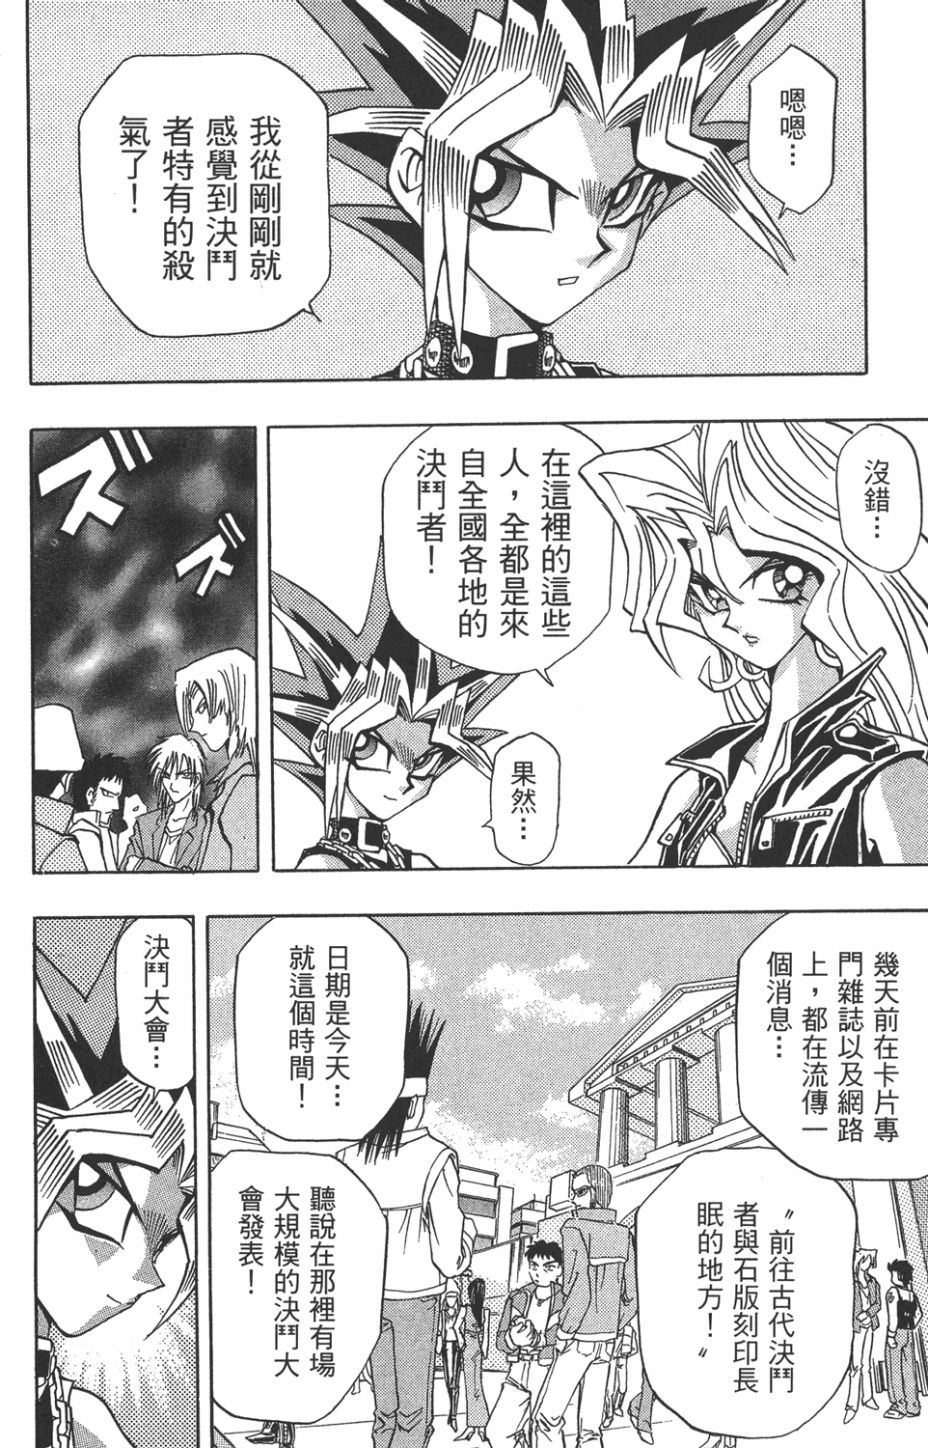 嗯嗯…
我從剛剛就
感覺到決鬥
者特有的殺
氣了！
沒錯…
在這裡的這些
人，全都是來
自全國各地的
決鬥者！
果然…
ズズ
ズズ
幾天前在卡片專
門雜誌以及網路
上，都在流傳一
個消息…
〝前往古代決鬥
者與石版刻印長
眠的地方！〞
日期是今天…
就這個時間！
聽說在那裡有場
大規模的決鬥大
會發表！
決鬥大會…